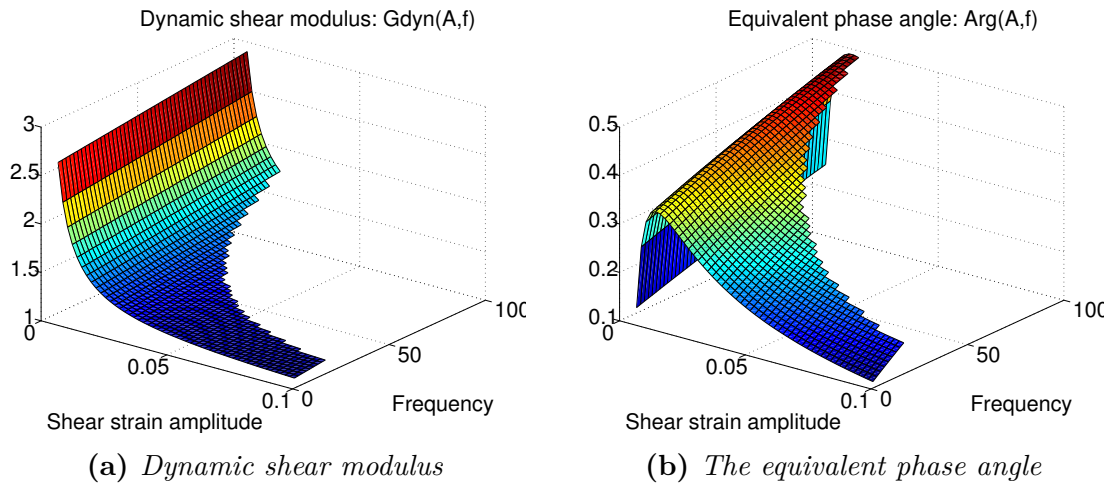 Dynamic shear modulus: Gdyn(A,f)
3
2.5
2
1.5
1
0
0.05
0.1
0
50
100
Shear strain amplitude
Frequency
(a) Dynamic shear modulus
Equivalent phase angle: Arg(A,f)
0.5
0.4
0.3
0.2
0.1
0
0.05
0.1
0
50
100
Shear strain amplitude
Frequency
(b) The equivalent phase angle